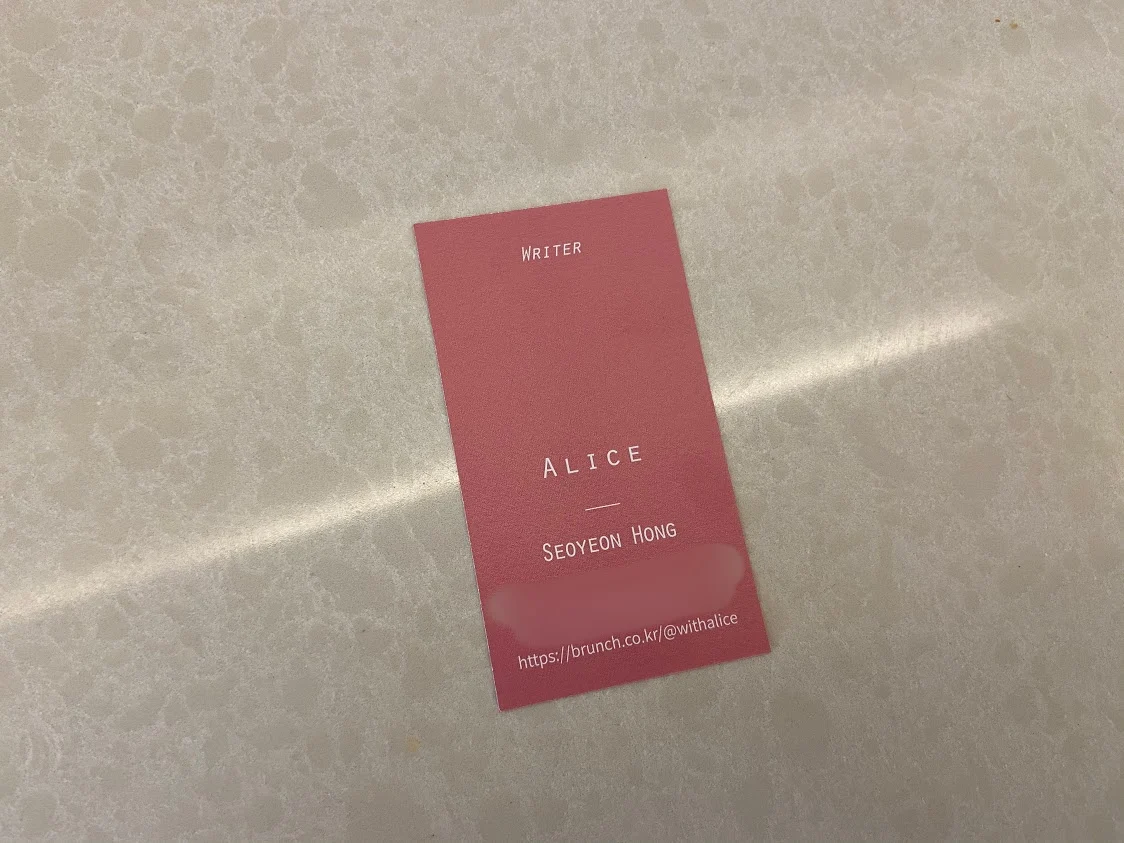 WRITER
ALICE
SEOYEON HONG
https://brunch.co.kr/@withalice